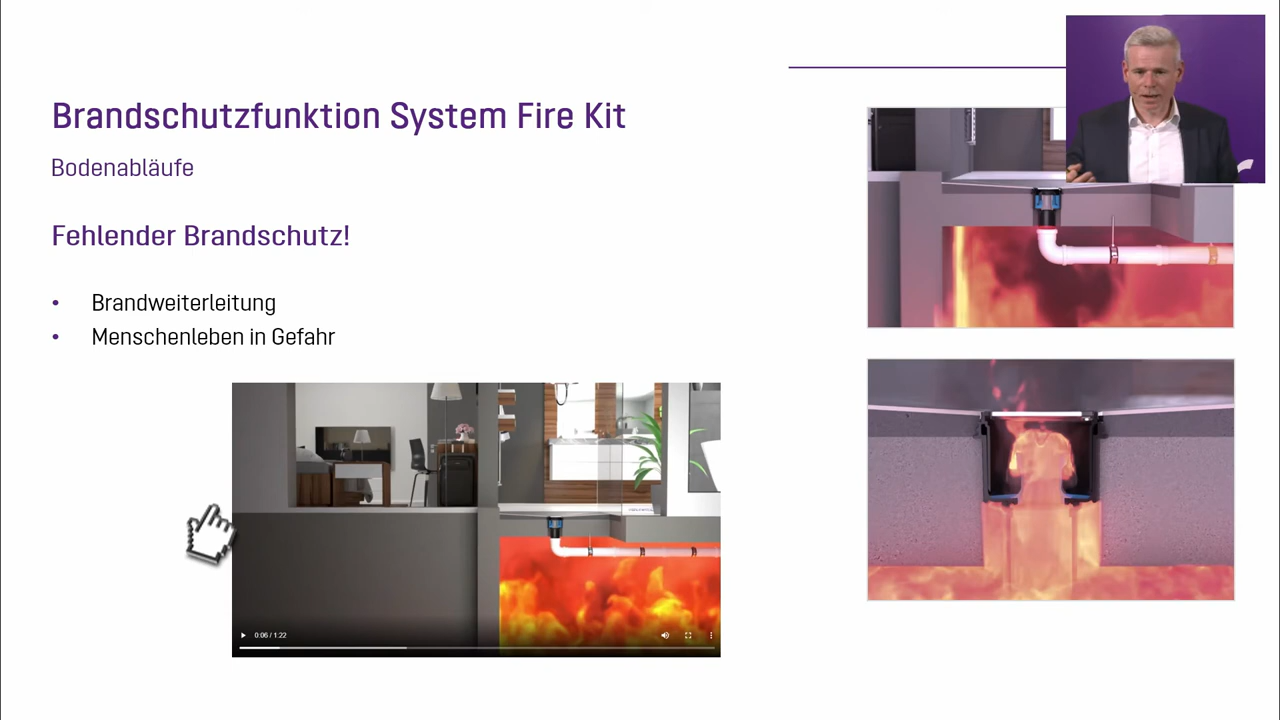 Brandschutzfunktion System Fire Kit
Bodenabläufe
Fehlender Brandschutz!
• Brandweiterleitung
• Menschenleben in Gefahr
0:06 / 1:22